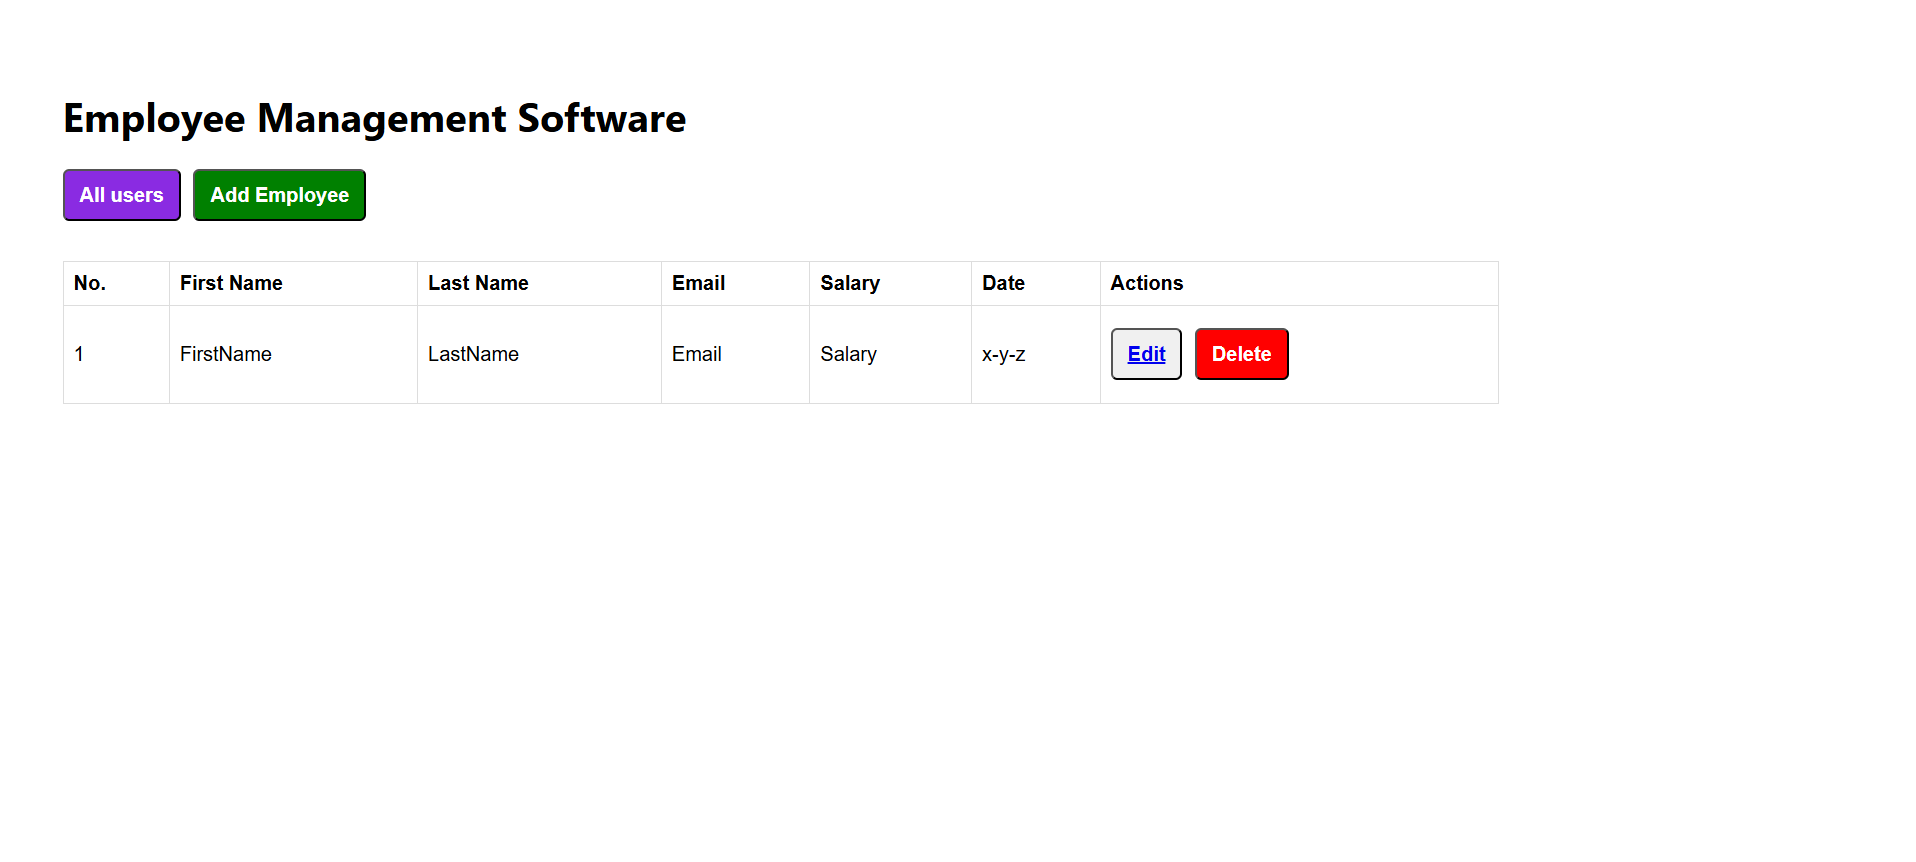 Employee Management Software
All users Add Employee
No. First Name Last Name Email Salary Date Actions
1 FirstName LastName Email Salary x-y-z Edit Delete